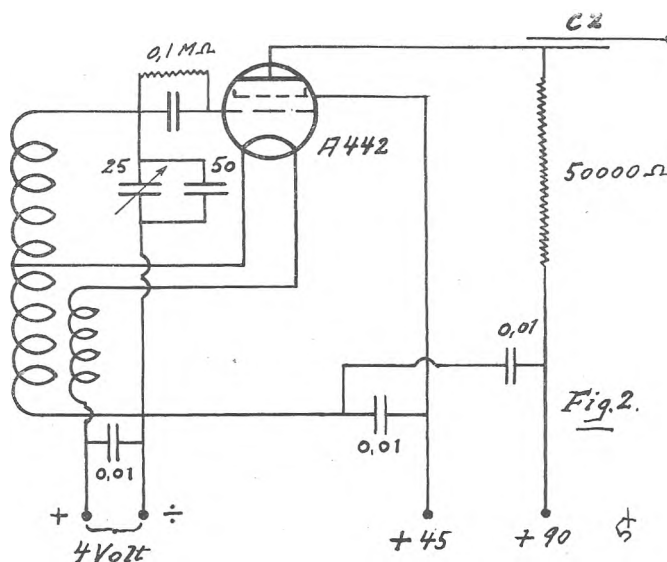 C2
0,1 MΩ
A442
25
50
50000 Ω
0,01
0,01
0,01
Fig. 2.
+ ÷
4 Volt
+ 45
+ 90